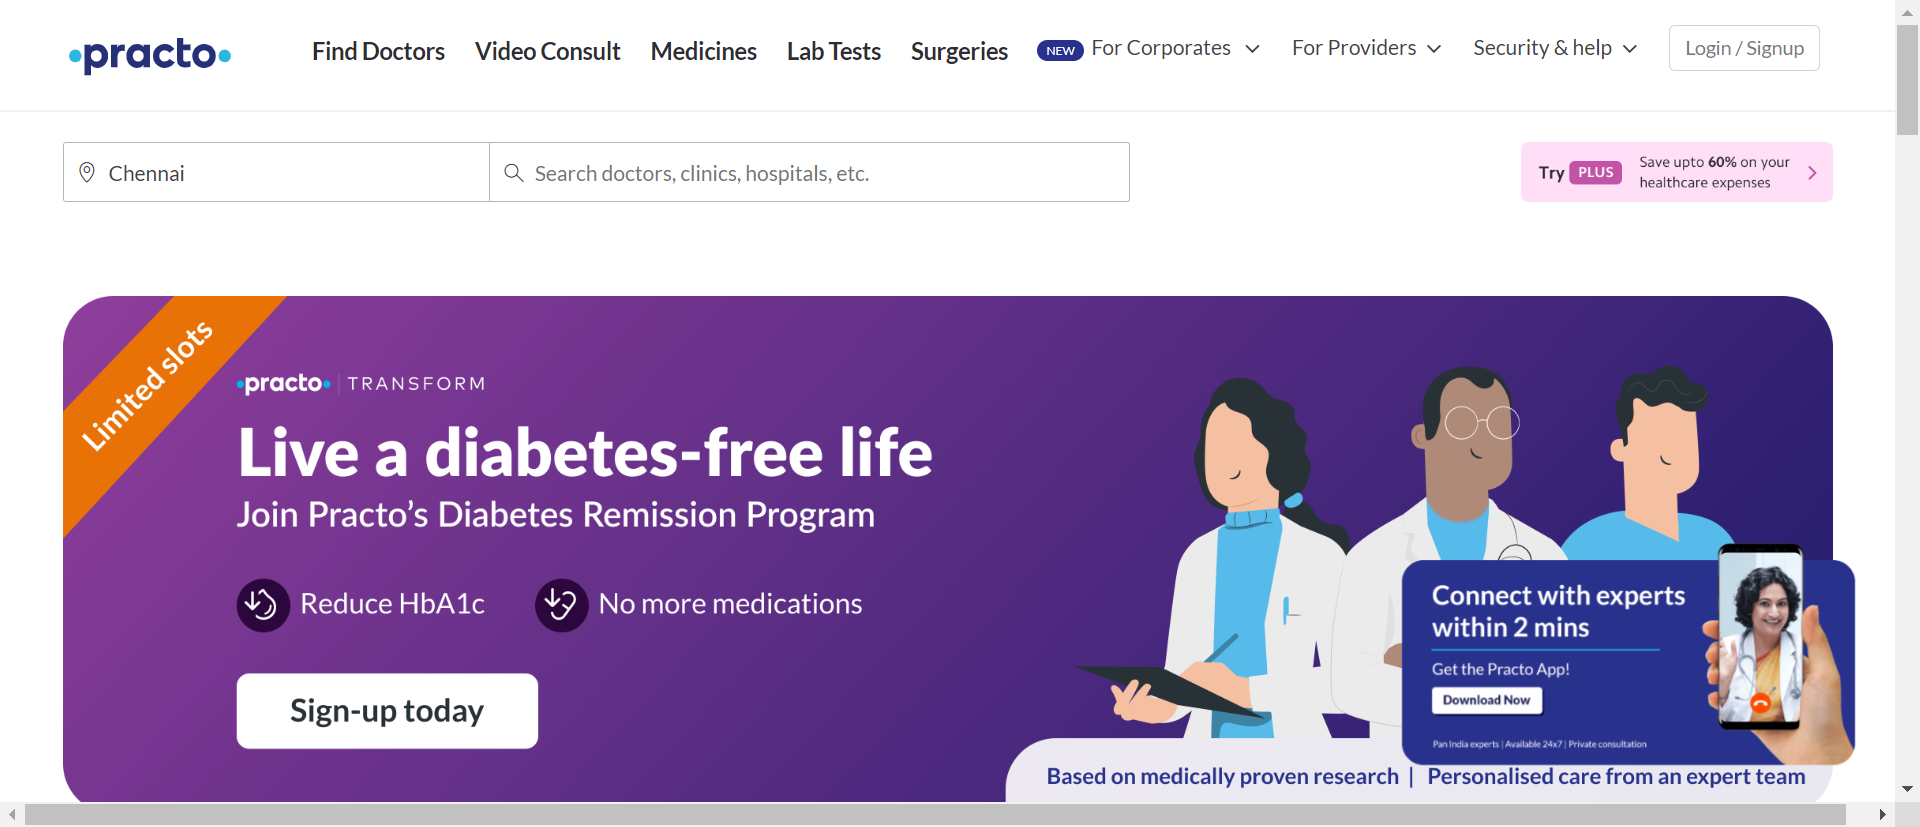 practo
Find Doctors
Video Consult
Medicines
Lab Tests
Surgeries
NEW For Corporates
For Providers
Security & help
Login / Signup
Chennai
Search doctors, clinics, hospitals, etc.
Try PLUS
Save upto 60% on your
healthcare expenses
Limited slots
practo TRANSFORM
Live a diabetes-free life
Join Practo’s Diabetes Remission Program
Reduce HbA1c
No more medications
Sign-up today
Connect with experts
within 2 mins
Get the Practo App!
Download Now
Pan India experts | Available 24x7 | Private consultation
Based on medically proven research | Personalised care from an expert team